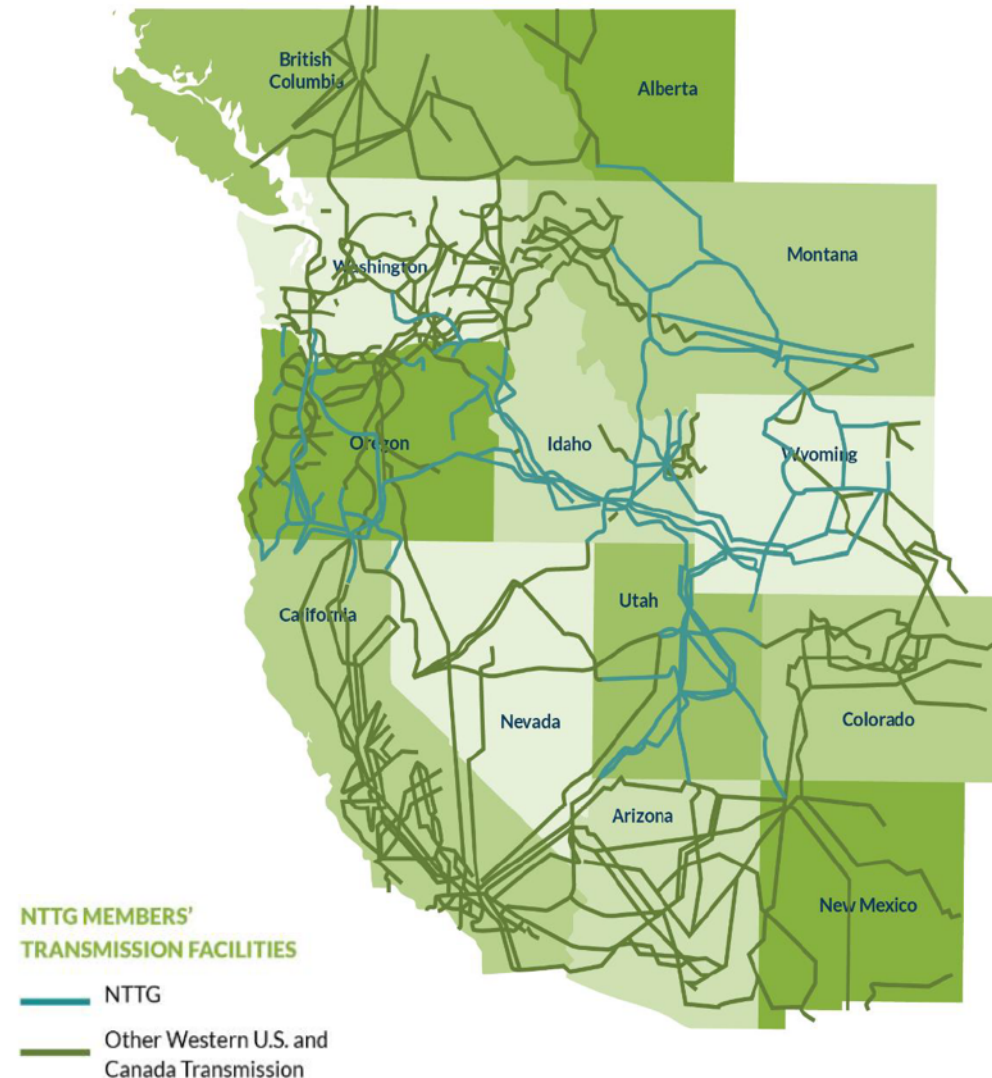 British
Columbia
Alberta
Washington
Montana
Oregon
Idaho
Wyoming
California
Utah
Nevada
Colorado
Arizona
New Mexico
NTTG MEMBERS'
TRANSMISSION FACILITIES
NTTG
Other Western U.S. and
Canada Transmission